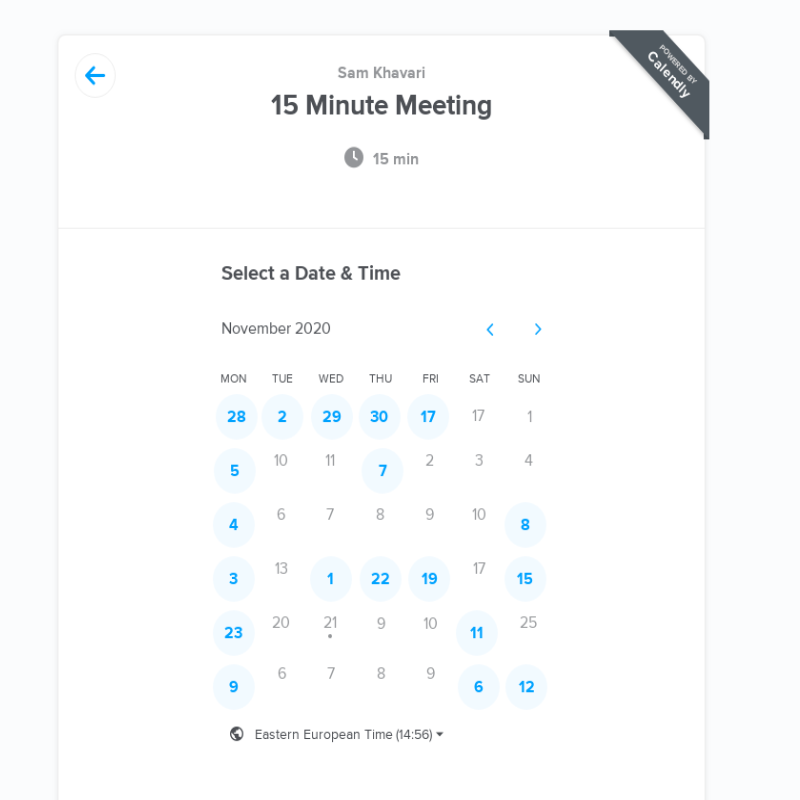 POWERED BY
Calendly
Sam Khavari
15 Minute Meeting
15 min
Select a Date & Time
November 2020
MON TUE WED THU FRI SAT SUN
28 2 29 30 17 17 1
5 10 11 7 2 3 4
4 6 7 8 9 10 8
3 13 1 22 19 17 15
23 20 21 9 10 11 25
9 6 7 8 9 6 12
Eastern European Time (14:56)